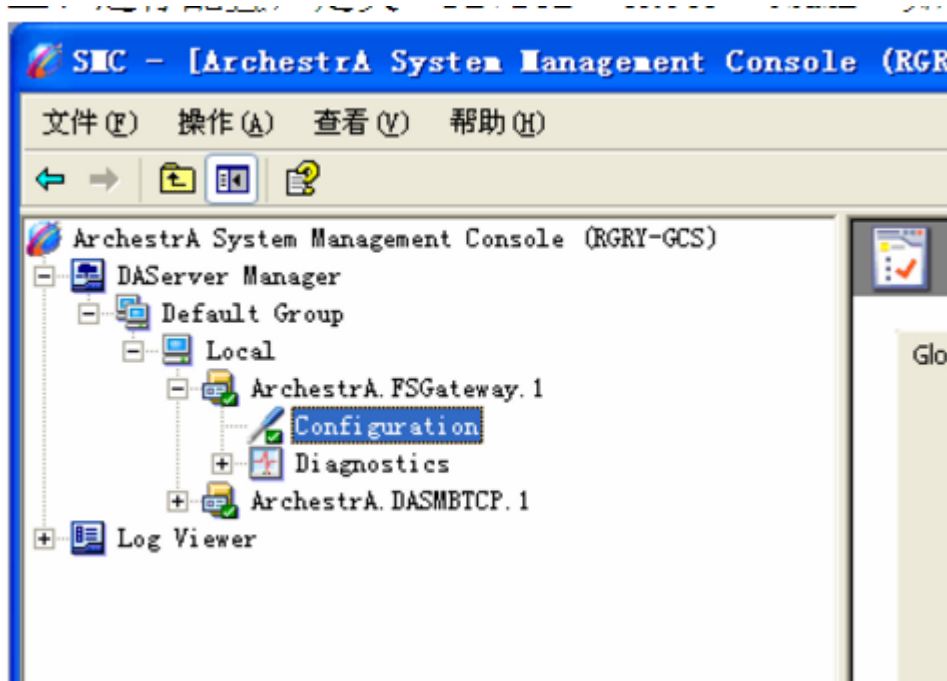 SMC - [ArchestrA System Management Console (RGR
文件(F) 操作(A) 查看(V) 帮助(H)
ArchestrA System Management Console (RGRY-GCS)
DAServer Manager
Default Group
Local
ArchestrA.FSGateway.1
Configuration
Glo
Diagnostics
ArchestrA.DASMBTCP.1
Log Viewer